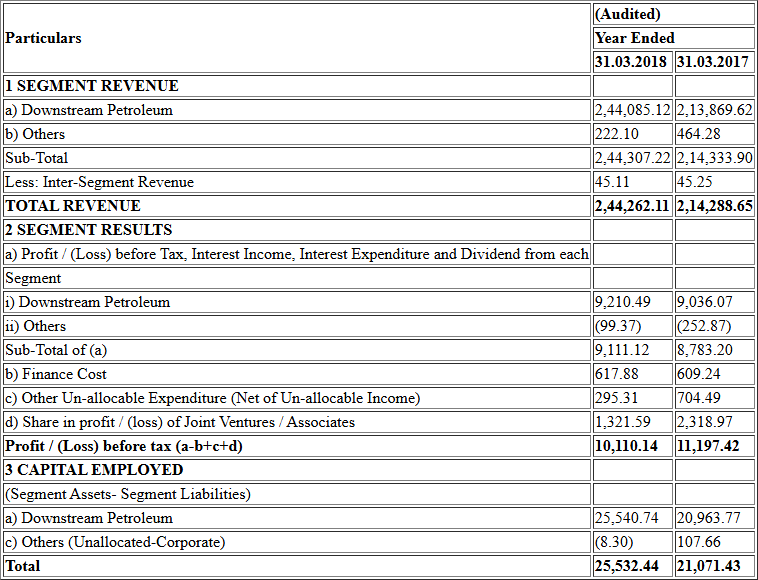 Particulars
(Audited)
Year Ended
31.03.2018 31.03.2017
1 SEGMENT REVENUE
a) Downstream Petroleum 2,44,085.12 2,13,869.62
b) Others 222.10 464.28
Sub-Total 2,44,307.22 2,14,333.90
Less: Inter-Segment Revenue 45.11 45.25
TOTAL REVENUE 2,44,262.11 2,14,288.65
2 SEGMENT RESULTS
a) Profit / (Loss) before Tax, Interest Income, Interest Expenditure and Dividend from each
Segment
i) Downstream Petroleum 9,210.49 9,036.07
ii) Others (99.37) (252.87)
Sub-Total of (a) 9,111.12 8,783.20
b) Finance Cost 617.88 609.24
c) Other Un-allocable Expenditure (Net of Un-allocable Income) 295.31 704.49
d) Share in profit / (loss) of Joint Ventures / Associates 1,321.59 2,318.97
Profit / (Loss) before tax (a-b+c+d) 10,110.14 11,197.42
3 CAPITAL EMPLOYED
(Segment Assets- Segment Liabilities)
a) Downstream Petroleum 25,540.74 20,963.77
c) Others (Unallocated-Corporate) (8.30) 107.66
Total 25,532.44 21,071.43